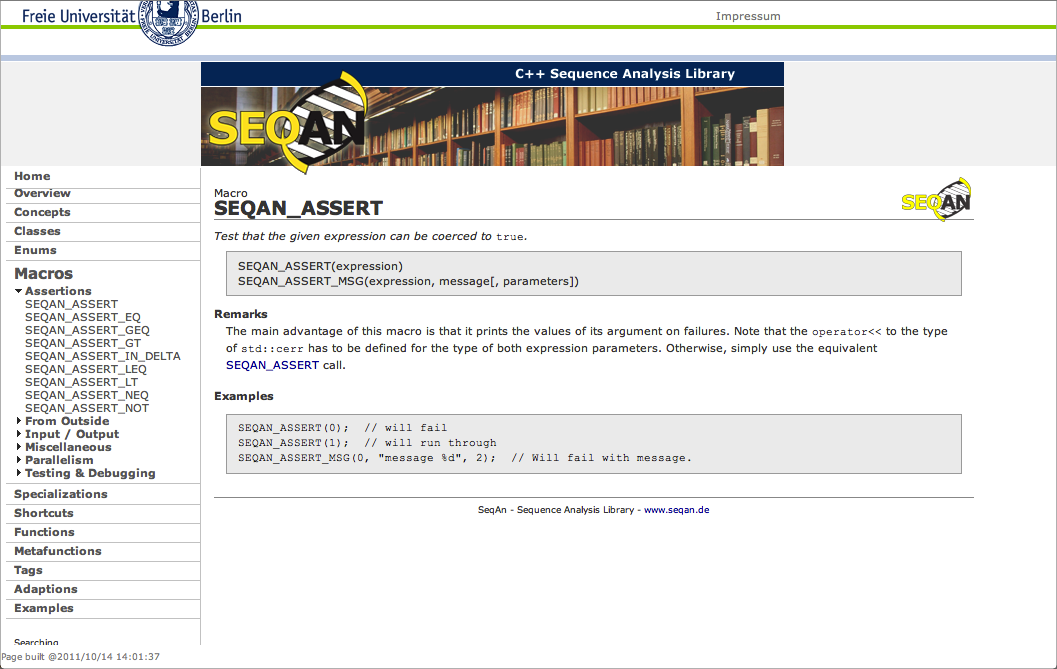 Freie Universität Berlin
Impressum
C++ Sequence Analysis Library
SEQAN
Home
Overview
Concepts
Classes
Enums
Macros
Assertions
SEQAN_ASSERT
SEQAN_ASSERT_EQ
SEQAN_ASSERT_GEQ
SEQAN_ASSERT_GT
SEQAN_ASSERT_IN_DELTA
SEQAN_ASSERT_LEQ
SEQAN_ASSERT_LT
SEQAN_ASSERT_NEQ
SEQAN_ASSERT_NOT
From Outside
Input / Output
Miscellaneous
Parallelism
Testing & Debugging
Specializations
Shortcuts
Functions
Metafunctions
Tags
Adaptions
Examples
Searching
Page built @2011/10/14 14:01:37
Macro
SEQAN_ASSERT
SEQAN
Test that the given expression can be coerced to true.
SEQAN_ASSERT(expression)
SEQAN_ASSERT_MSG(expression, message[, parameters])
Remarks
The main advantage of this macro is that it prints the values of its argument on failures. Note that the operator<< to the type
of std::cerr has to be defined for the type of both expression parameters. Otherwise, simply use the equivalent
SEQAN_ASSERT call.
Examples
SEQAN_ASSERT(0);  // will fail
SEQAN_ASSERT(1);  // will run through
SEQAN_ASSERT_MSG(0, "message %d", 2);  // Will fail with message.
SeqAn - Sequence Analysis Library - www.seqan.de